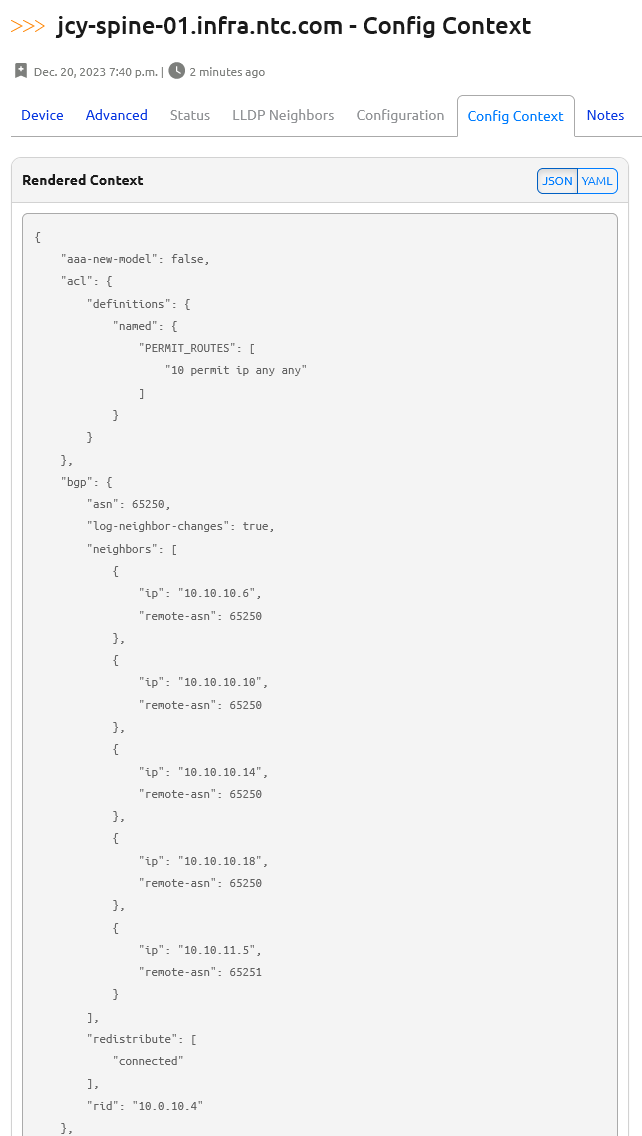 >>> jcy-spine-01.infra.ntc.com - Config Context
Dec. 20, 2023 7:40 p.m. | 2 minutes ago
Device Advanced Status LLDP Neighbors Configuration Config Context Notes
Rendered Context JSON YAML
{
    "aaa-new-model": false,
    "acl": {
        "definitions": {
            "named": {
                "PERMIT_ROUTES": [
                    "10 permit ip any any"
                ]
            }
        }
    },
    "bgp": {
        "asn": 65250,
        "log-neighbor-changes": true,
        "neighbors": [
            {
                "ip": "10.10.10.6",
                "remote-asn": 65250
            },
            {
                "ip": "10.10.10.10",
                "remote-asn": 65250
            },
            {
                "ip": "10.10.10.14",
                "remote-asn": 65250
            },
            {
                "ip": "10.10.10.18",
                "remote-asn": 65250
            },
            {
                "ip": "10.10.11.5",
                "remote-asn": 65251
            }
        ],
        "redistribute": [
            "connected"
        ],
        "rid": "10.0.10.4"
    },